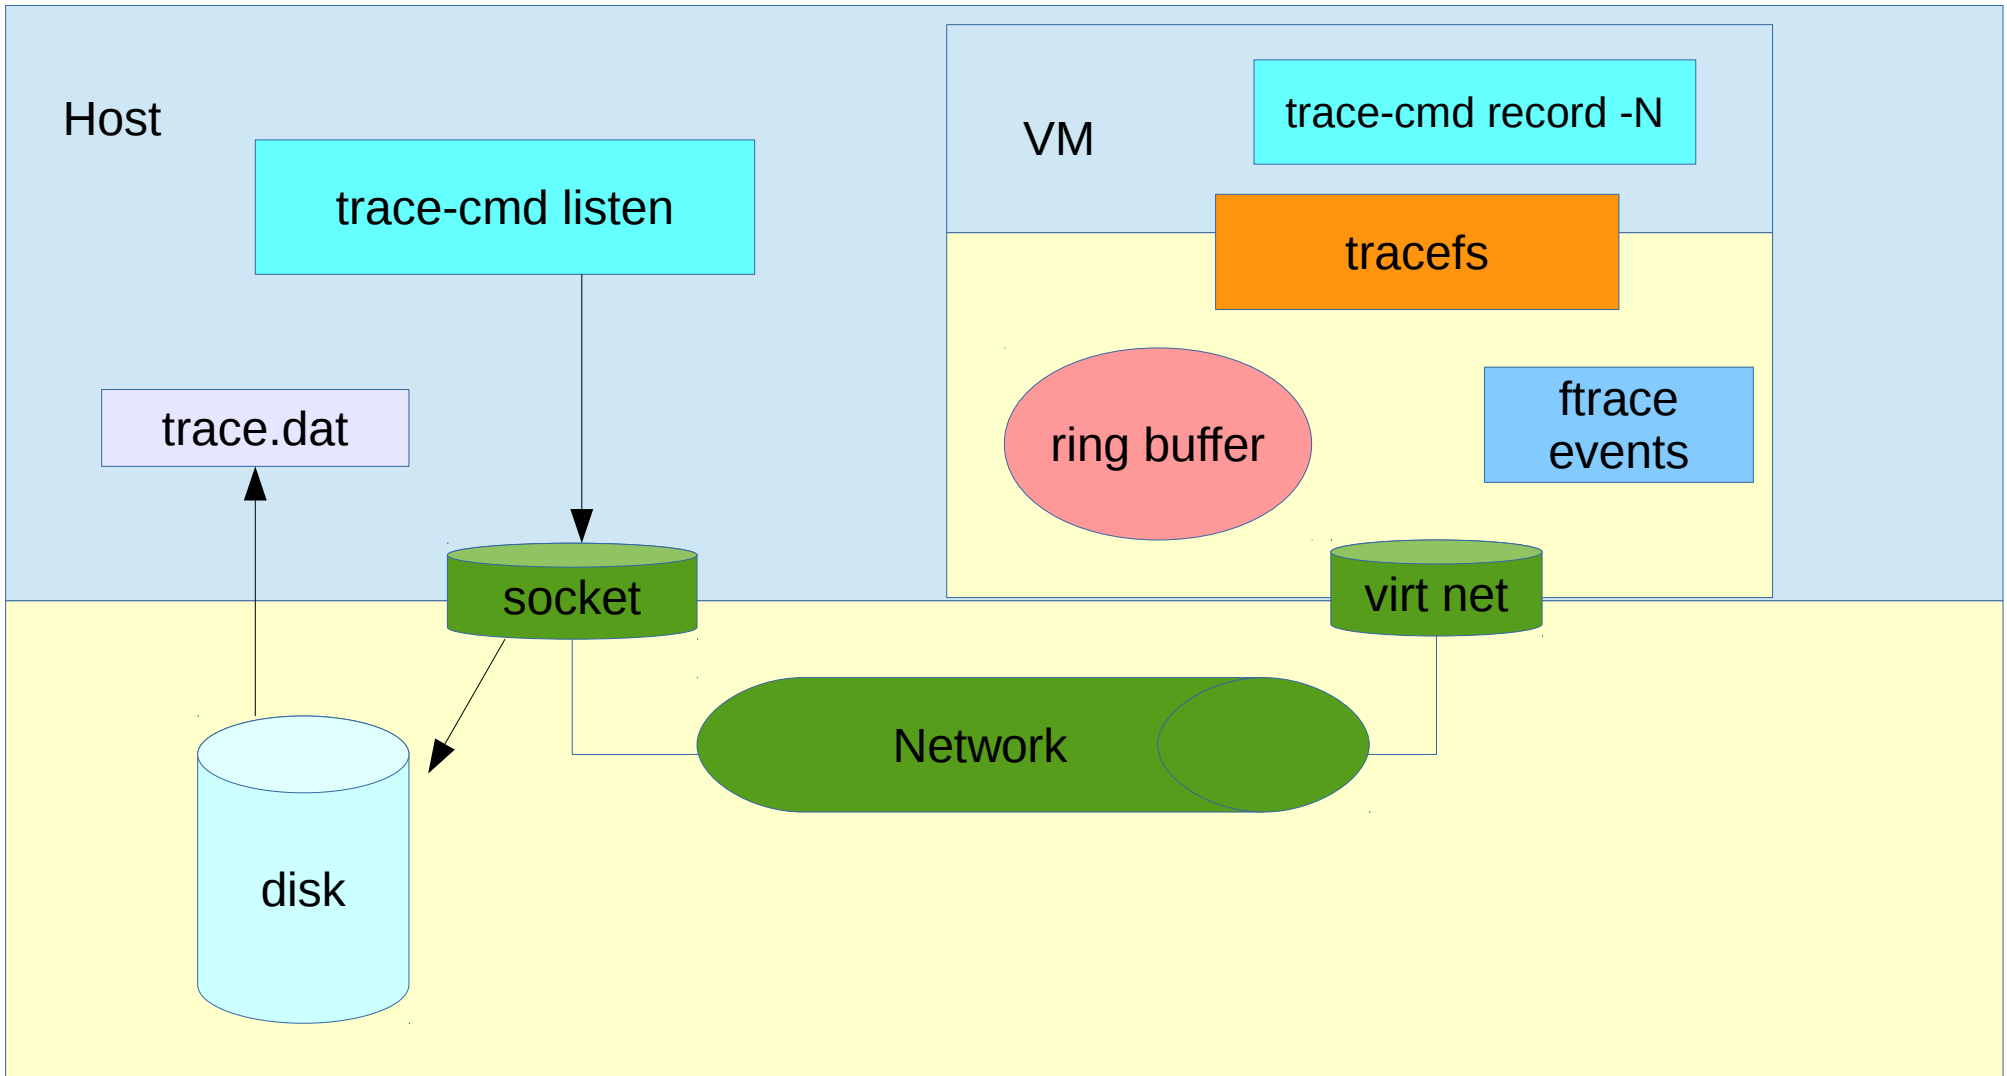 Host
trace-cmd listen
trace.dat
socket
disk
Network
VM
trace-cmd record -N
tracefs
ring buffer
ftrace
events
virt net